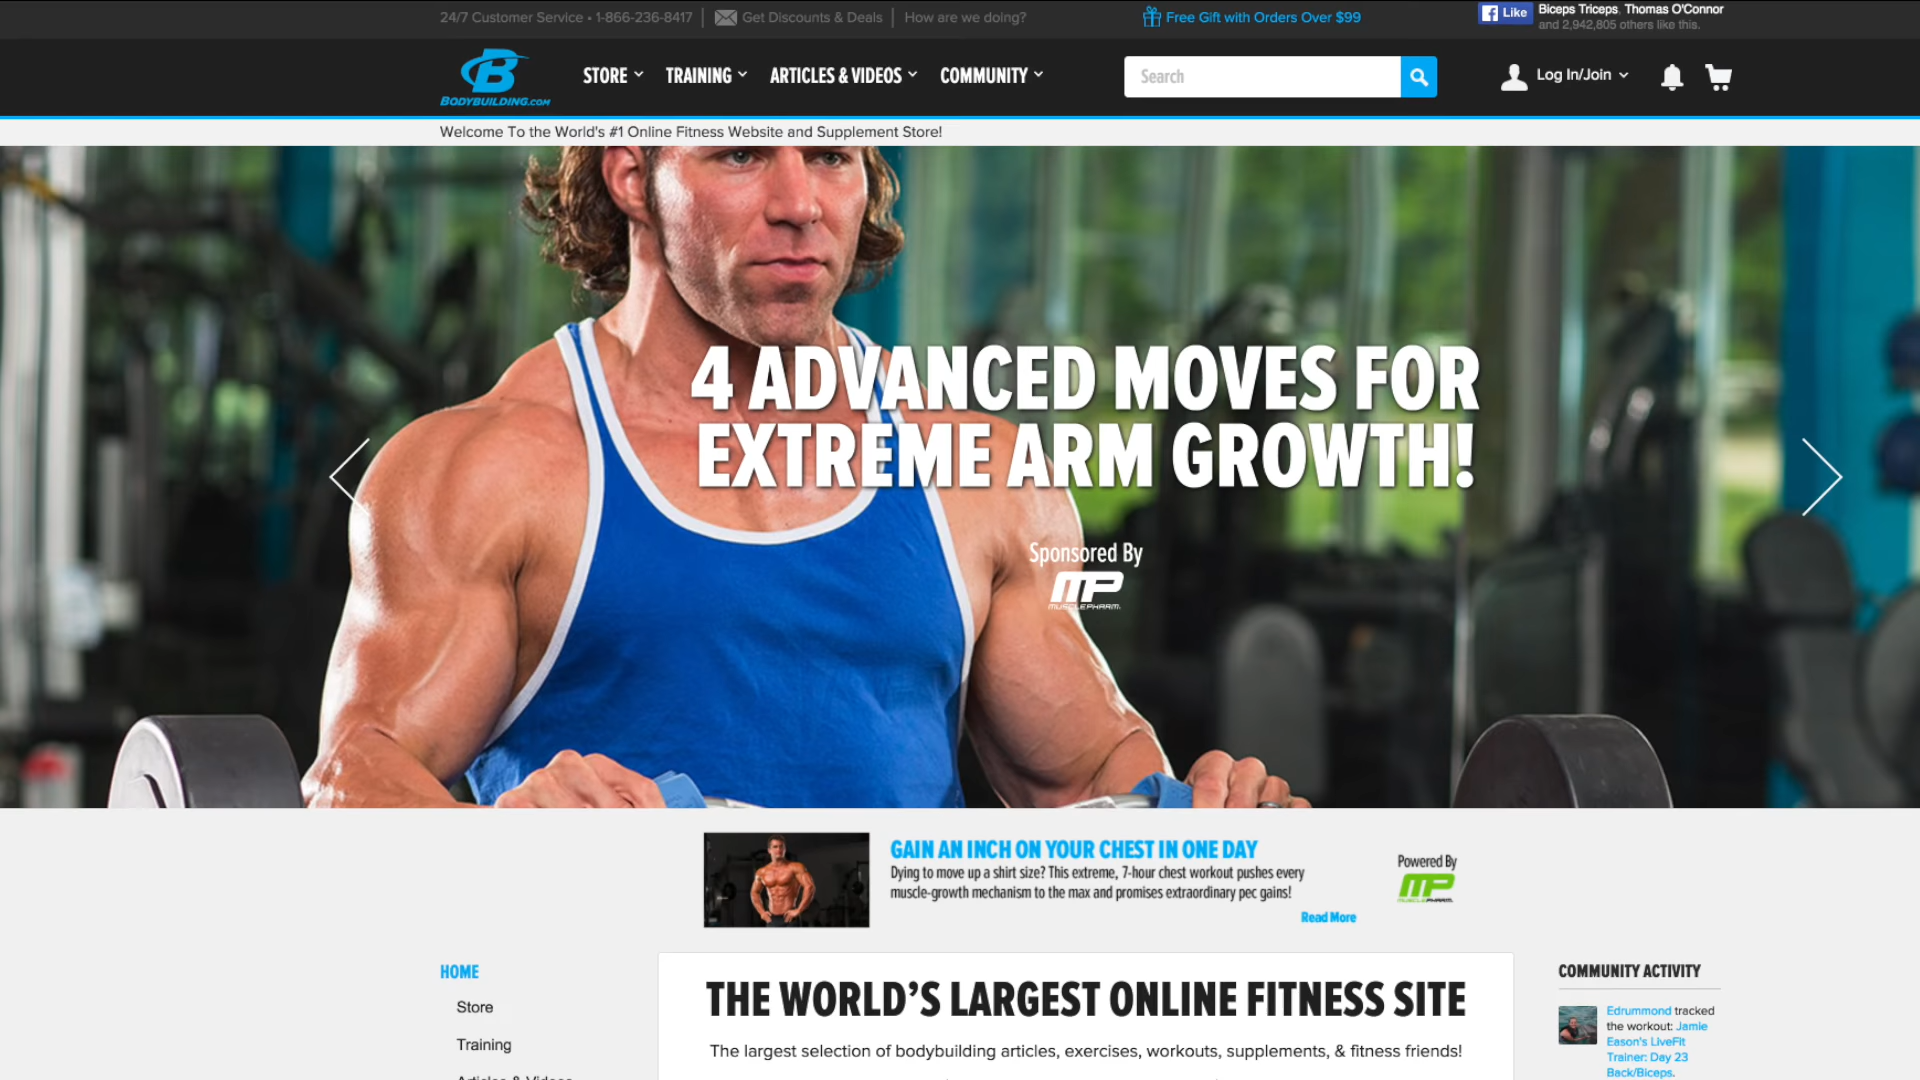 24/7 Customer Service • 1-866-236-8417
Get Discounts & Deals
How are we doing?
Free Gift with Orders Over $99
Like
Biceps Triceps, Thomas O'Connor
and 2,942,805 others like this.
B
BODYBUILDING.COM
STORE
TRAINING
ARTICLES & VIDEOS
COMMUNITY
Search
Log In/Join
Welcome To the World's #1 Online Fitness Website and Supplement Store!
4 ADVANCED MOVES FOR
EXTREME ARM GROWTH!
Sponsored By
MP
MUSCLEPHARM.
GAIN AN INCH ON YOUR CHEST IN ONE DAY
Dying to move up a shirt size? This extreme, 7-hour chest workout pushes every
muscle-growth mechanism to the max and promises extraordinary pec gains!
Read More
Powered By
MP
MUSCLEPHARM.
HOME
Store
Training
Articles & Videos
THE WORLD'S LARGEST ONLINE FITNESS SITE
The largest selection of bodybuilding articles, exercises, workouts, supplements, & fitness friends!
COMMUNITY ACTIVITY
Edrummond tracked
the workout: Jamie
Eason's LiveFit
Trainer: Day 23
Back/Biceps.